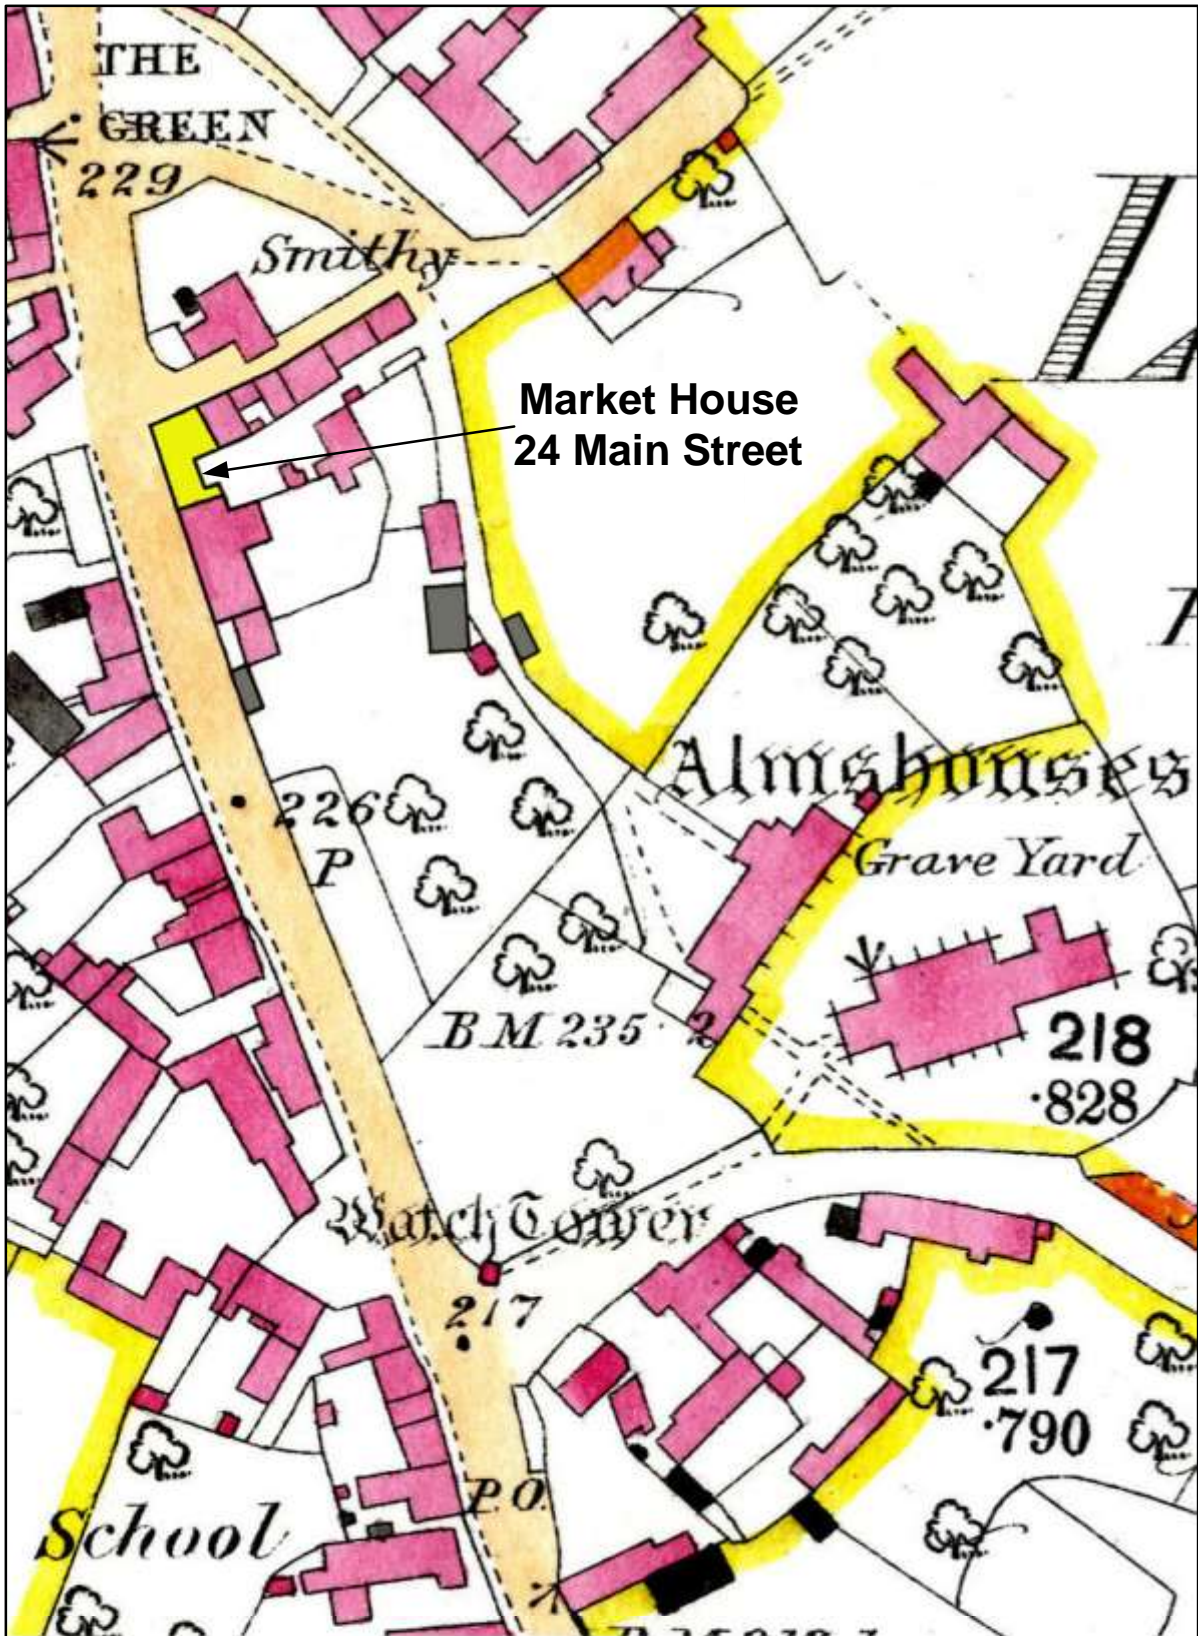 THE
GREEN
229
Smithy
Market House
24 Main Street
Almshouses
226
P
Grave Yard
B M 235 · 2
218
·828
Watch Tower
217
217
·790
P.O.
School